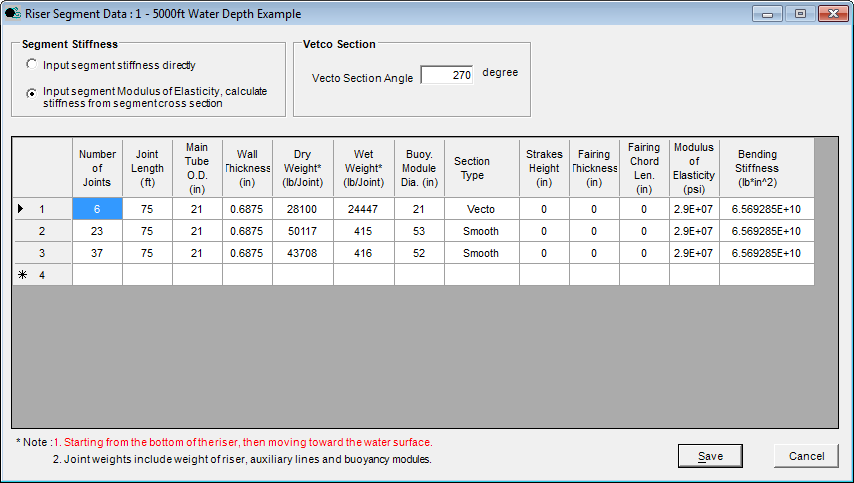 Riser Segment Data : 1 - 5000ft Water Depth Example
Segment Stiffness
Input segment stiffness directly
Input segment Modulus of Elasticity, calculate
stiffness from segment cross section
Vetco Section
Vecto Section Angle 270 degree
Number of Joints | Joint Length (ft) | Main Tube O.D. (in) | Wall Thickness (in) | Dry Weight* (lb/Joint) | Wet Weight* (lb/Joint) | Buoy. Module Dia. (in) | Section Type | Strakes Height (in) | Fairing Thickness (in) | Fairing Chord Len. (in) | Modulus of Elasticity (psi) | Bending Stiffness (lb*in^2)
1 6 75 21 0.6875 28100 24447 21 Vecto 0 0 0 2.9E+07 6.569285E+10
2 23 75 21 0.6875 50117 415 53 Smooth 0 0 0 2.9E+07 6.569285E+10
3 37 75 21 0.6875 43708 416 52 Smooth 0 0 0 2.9E+07 6.569285E+10
4
* Note :1. Starting from the bottom of the riser, then moving toward the water surface.
2. Joint weights include weight of riser, auxiliary lines and buoyancy modules.
Save
Cancel